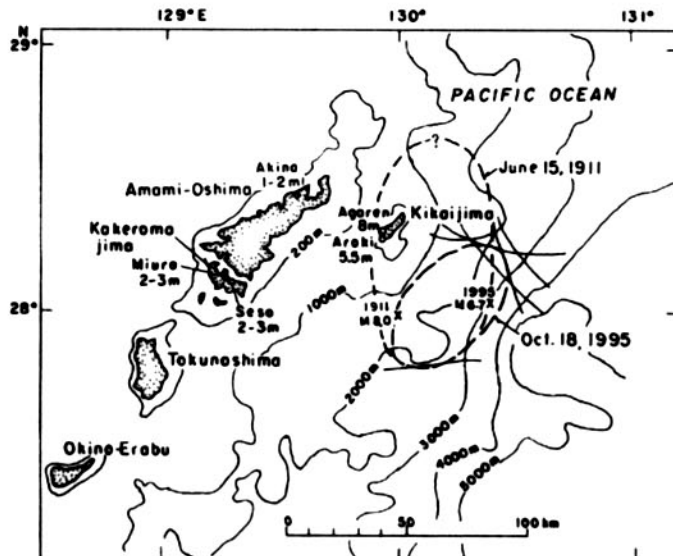 129°E 130° 131°
N
29°
PACIFIC OCEAN
?
June 15, 1911
Akina
1-2m
Amami-Oshima
Agaren
8m
Kikaijima
Kakeroma
jima
Araki
5.5m
200m
Miura
2-3m
1000m
1995
M6.7 x
28°
Seso
2-3m
1911
M8.0 x
Oct. 18, 1995
Tokunoshima
2000m
3000m
4000m
5000m
Okino-Erabu
0 50 100 km